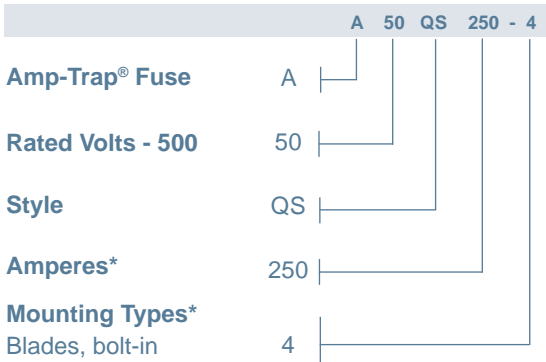 A 50 QS 250 - 4
Amp-Trap® Fuse A
Rated Volts - 500 50
Style QS
Amperes* 250
Mounting Types*
Blades, bolt-in 4